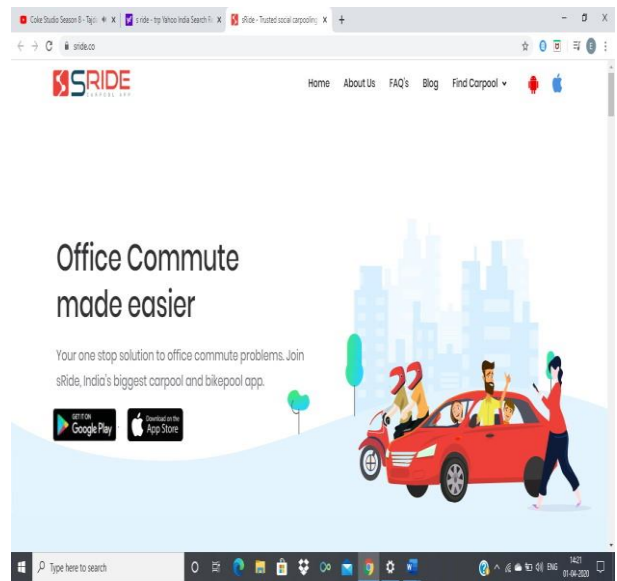 Coke Studio Season 8 - Tajd
s ride - trp Yahoo India Search R
sRide - Trusted social carpooling
sride.co
SRIDE
CARPOOL APP
Home About Us FAQ's Blog Find Carpool
Office Commute
made easier
Your one stop solution to office commute problems. Join
sRide, India's biggest carpool and bikepool app.
GET IT ON
Google Play
Download on the
App Store
Type here to search
ENG
14:21
01-04-2020